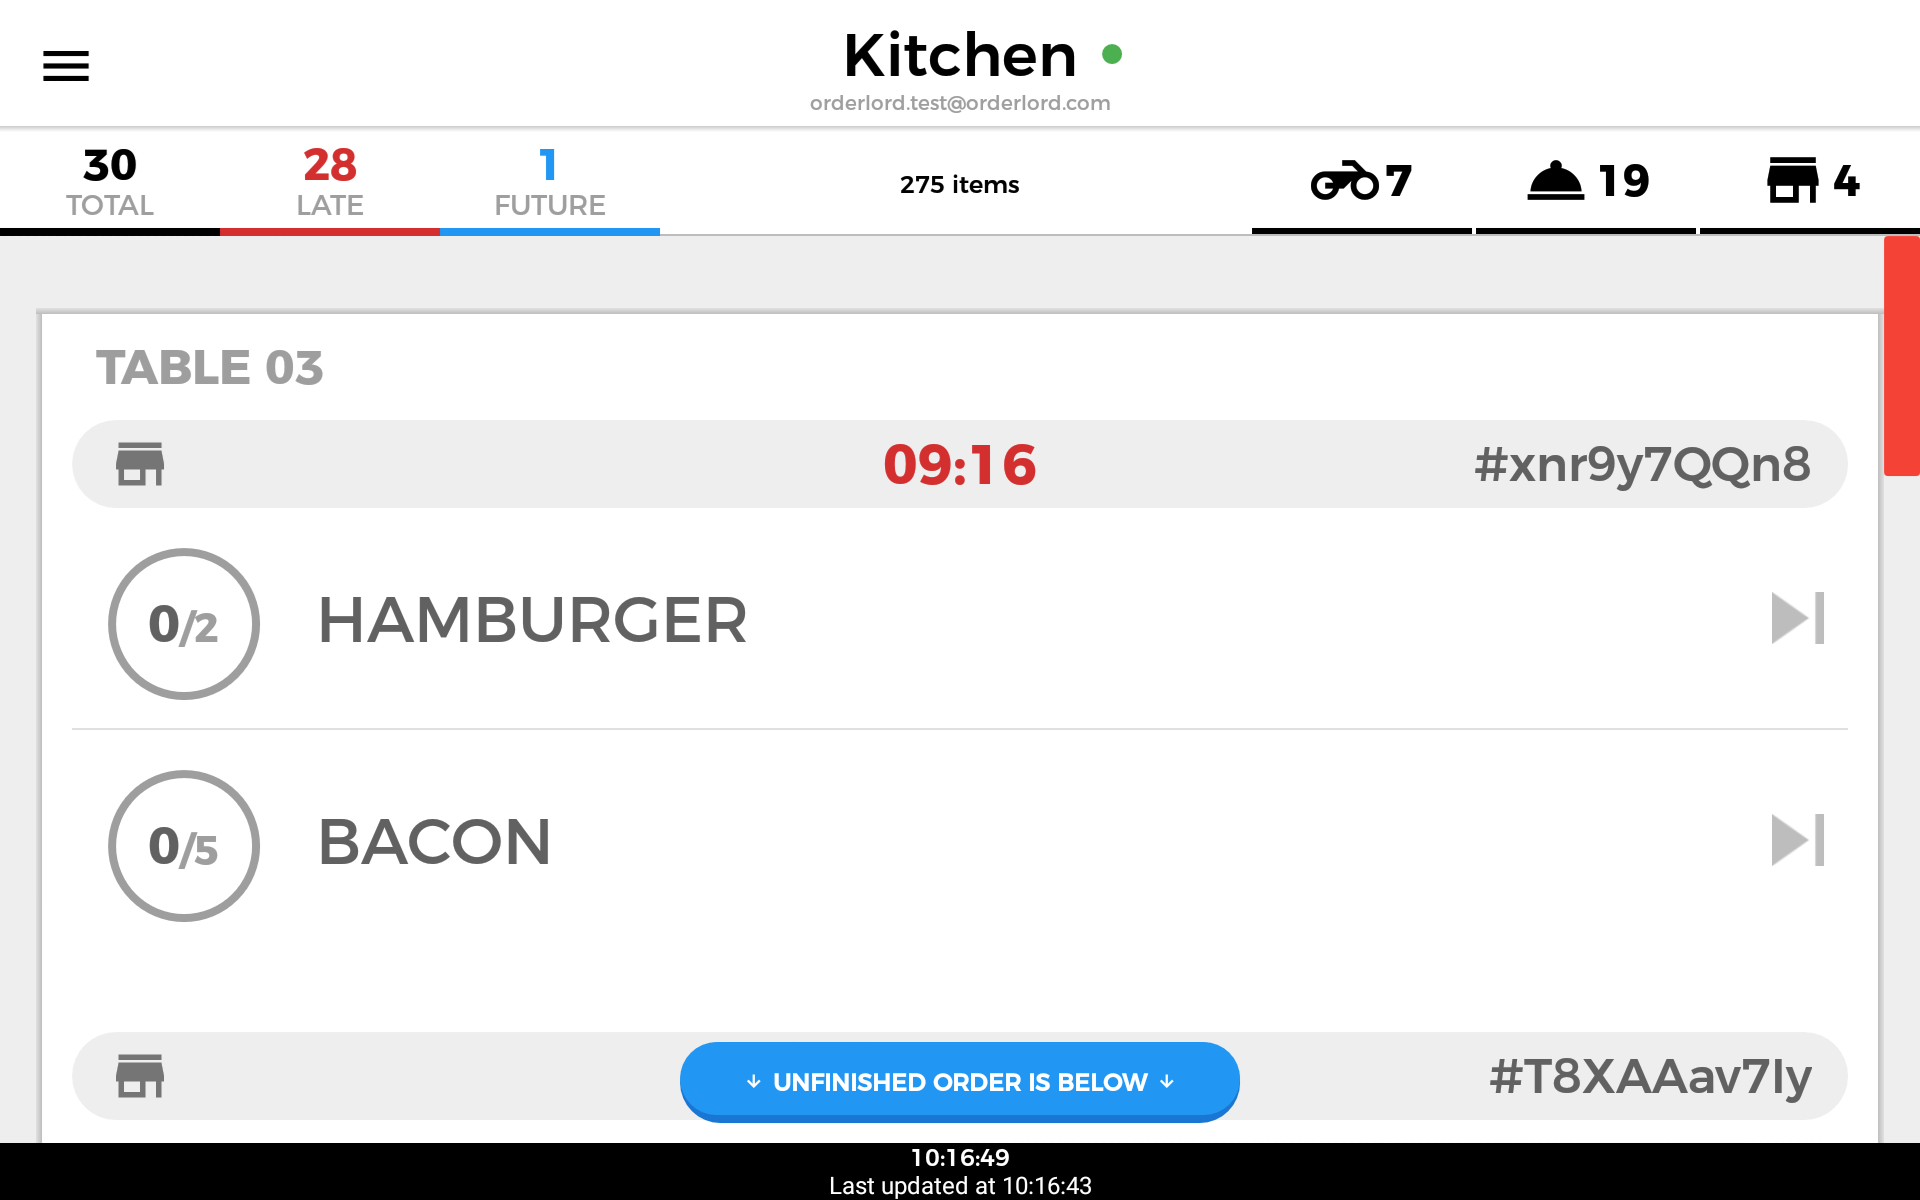 Kitchen
orderlord.test@orderlord.com
30 28 1 275 items 7 19 4
TOTAL LATE FUTURE
TABLE 03
09:16 #xnr9y7QQn8
0/2 HAMBURGER
0/5 BACON
↓ UNFINISHED ORDER IS BELOW ↓ #T8XAAav7Iy
10:16:49
Last updated at 10:16:43